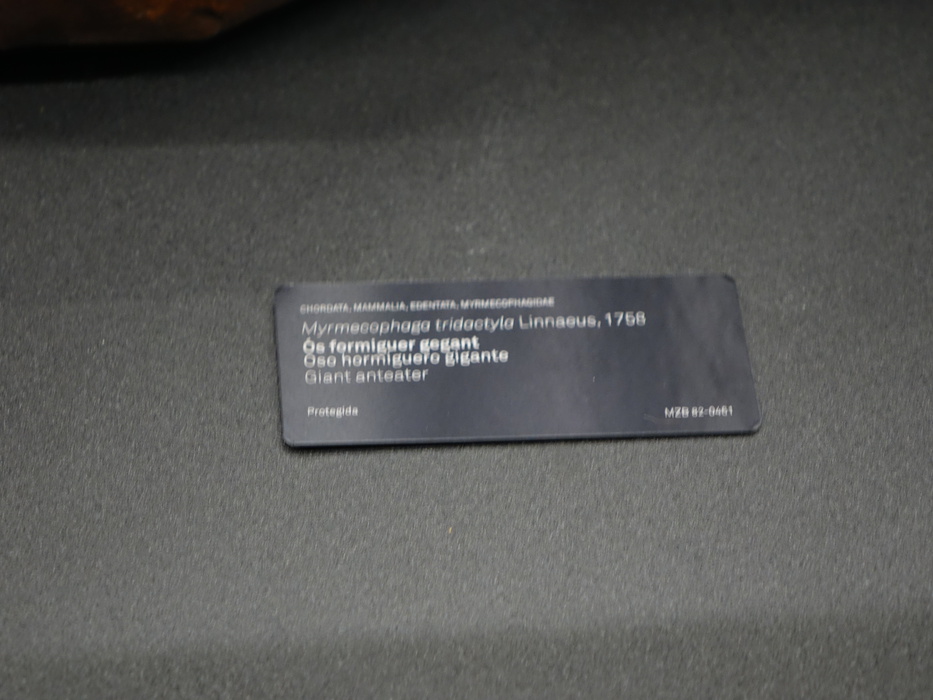 CHORDATA, MAMMALIA, EDENTATA, MYRMECOPHAGIDAE
Myrmecophaga tridactyla Linnaeus, 1758
Ós formiguer gegant
Oso hormiguero gigante
Giant anteater
Protegida
MZB 82-0461